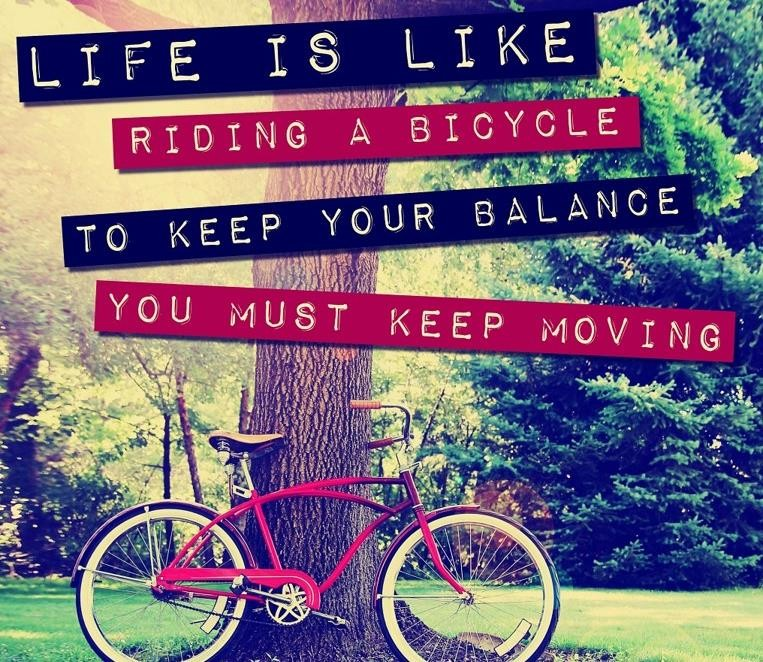 LIFE IS LIKE
RIDING A BICYCLE
TO KEEP YOUR BALANCE
YOU MUST KEEP MOVING